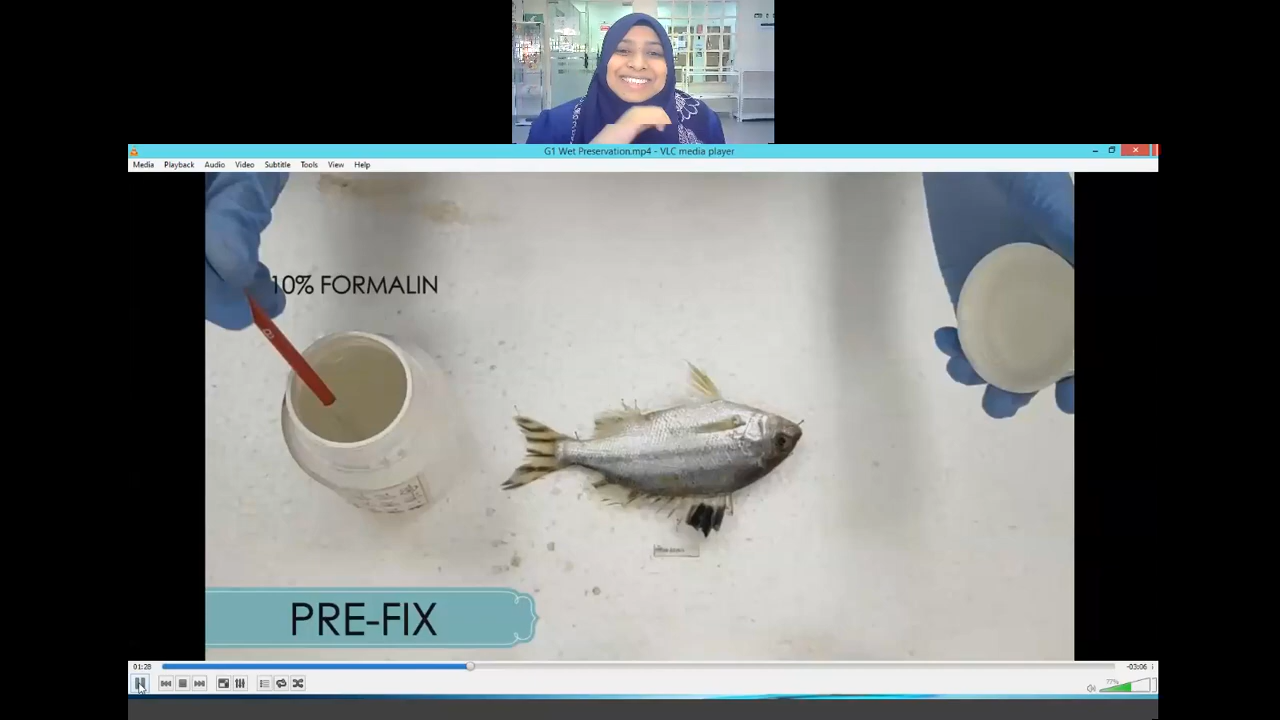 G1 Wet Preservation.mp4 - VLC media player
Media Playback Audio Video Subtitle Tools View Help
10% FORMALIN
PRE-FIX
01:28
-03:06
77%